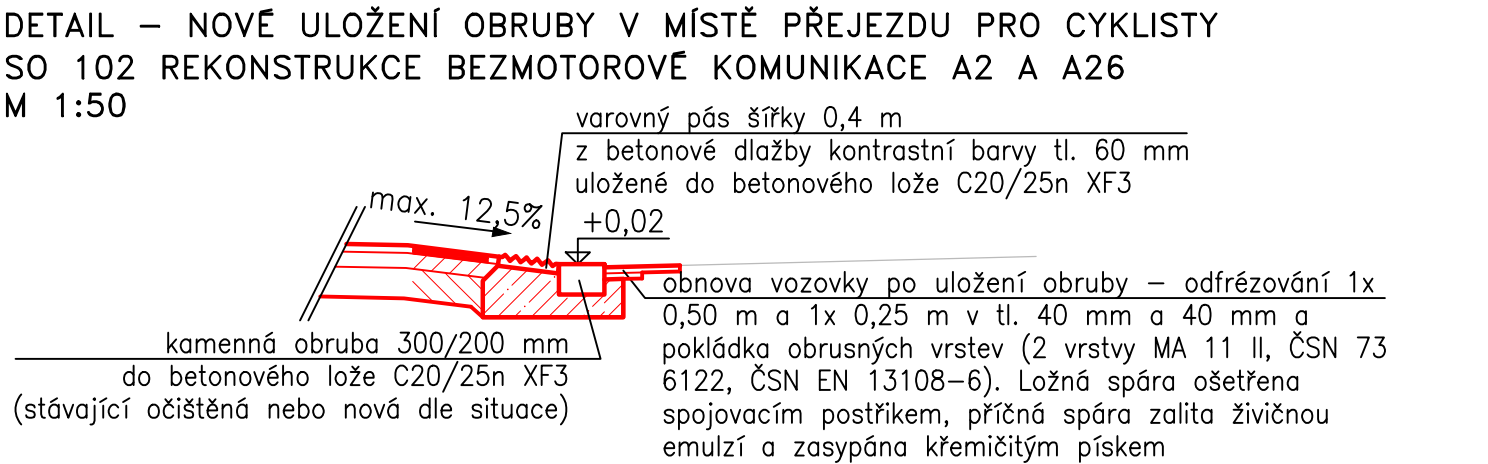 DETAIL – NOVÉ ULOŽENÍ OBRUBY V MÍSTĚ PŘEJEZDU PRO CYKLISTY
SO 102 REKONSTRUKCE BEZMOTOROVÉ KOMUNIKACE A2 A A26
M 1:50
varovný pás šířky 0,4 m
z betonové dlažby kontrastní barvy tl. 60 mm
uložené do betonového lože C20/25n XF3
max. 12,5%
+0,02
obnova vozovky po uložení obruby – odfrézování 1x
0,50 m a 1x 0,25 m v tl. 40 mm a 40 mm a
pokládka obrusných vrstev (2 vrstvy MA 11 II, ČSN 73
6122, ČSN EN 13108–6). Ložná spára ošetřena
spojovacím postřikem, příčná spára zalita živičnou
emulzí a zasypána křemičitým pískem
kamenná obruba 300/200 mm
do betonového lože C20/25n XF3
(stávající očištěná nebo nová dle situace)